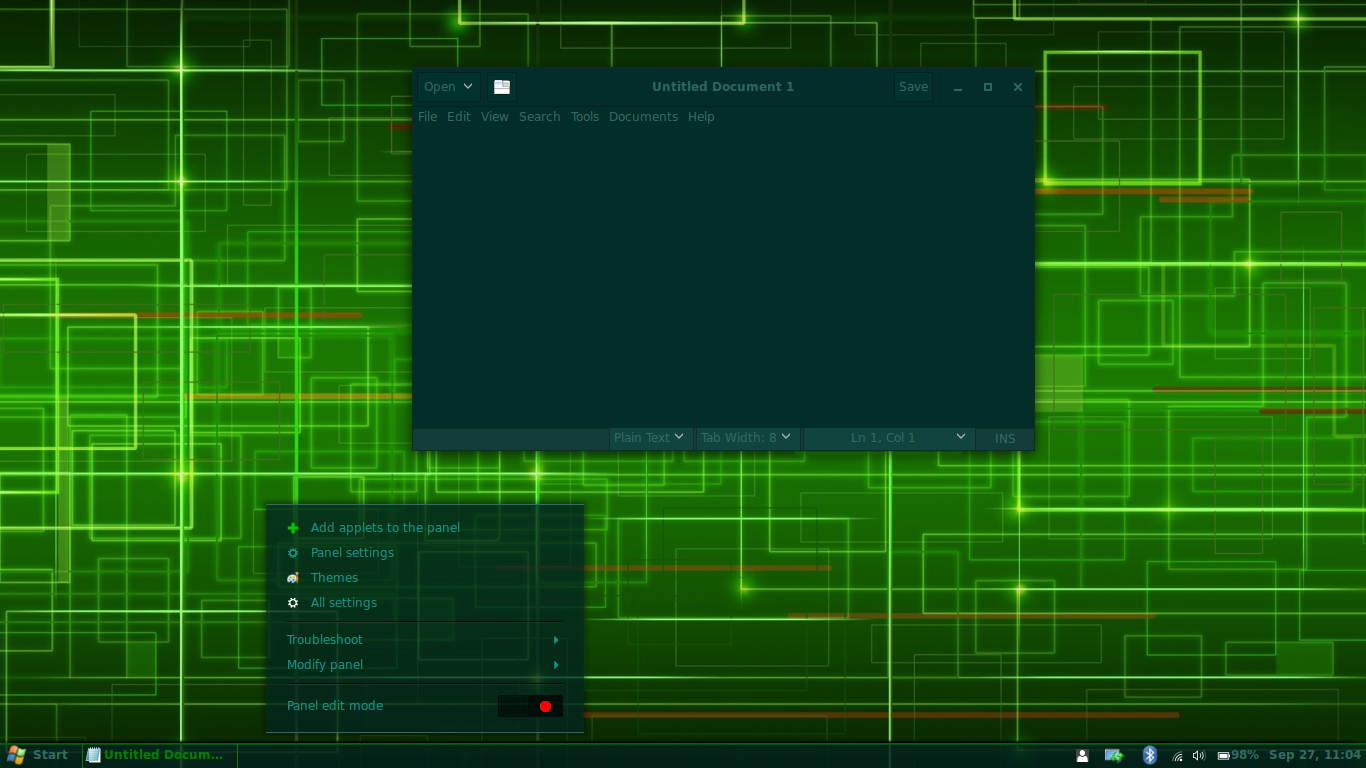 Open Untitled Document 1 Save
File Edit View Search Tools Documents Help
Plain Text Tab Width: 8 Ln 1, Col 1 INS
Add applets to the panel
Panel settings
Themes
All settings
Troubleshoot
Modify panel
Panel edit mode
Start Untitled Docum... 98% Sep 27, 11:04